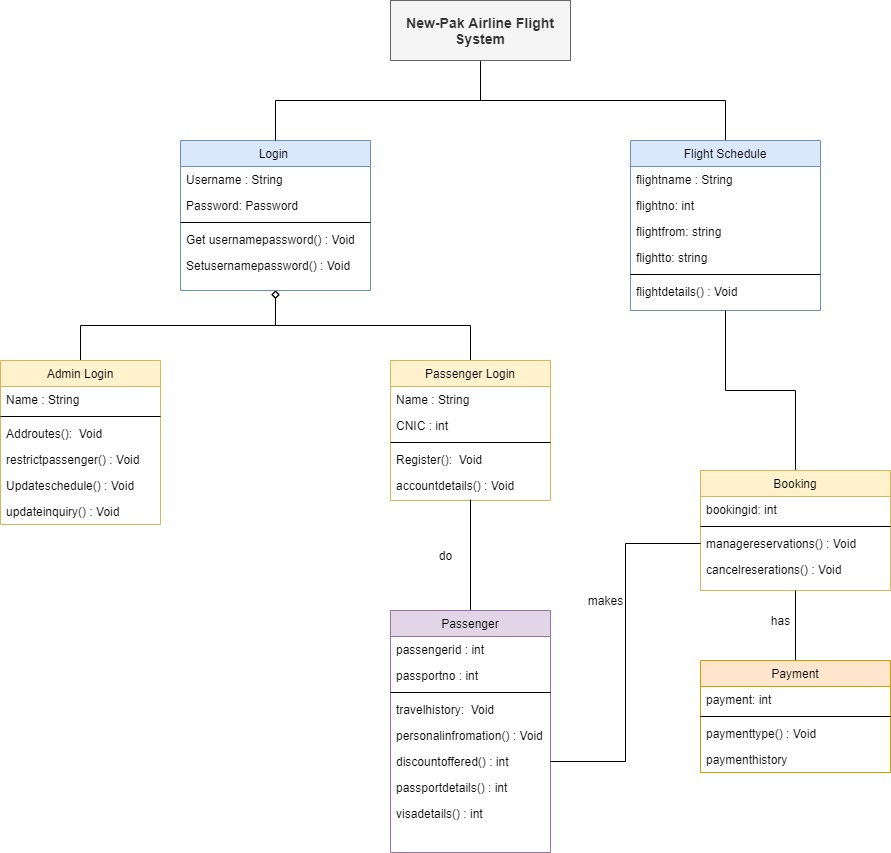 New-Pak Airline Flight
System
Login
Username : String
Password: Password
Get usernamepassword() : Void
Setusernamepassword() : Void
Flight Schedule
flightname : String
flightno: int
flightfrom: string
flightto: string
flightdetails() : Void
Admin Login
Name : String
Addroutes():  Void
restrictpassenger() : Void
Updateschedule() : Void
updateinquiry() : Void
Passenger Login
Name : String
CNIC : int
Register():  Void
accountdetails() : Void
Booking
bookingid: int
managereservations() : Void
cancelreserations() : Void
do
makes
has
Passenger
passengerid : int
passportno : int
travelhistory:  Void
personalinfromation() : Void
discountoffered() : int
passportdetails() : int
visadetails() : int
Payment
payment: int
paymenttype() : Void
paymenthistory